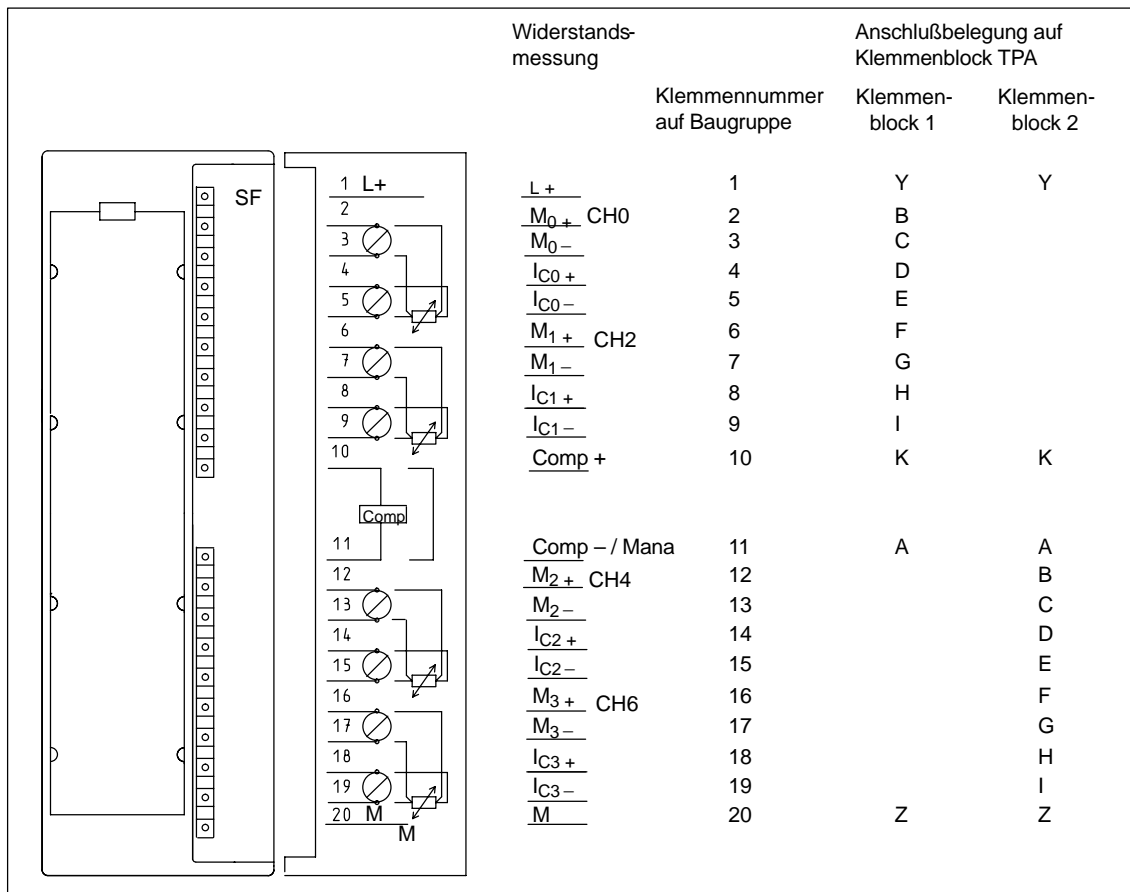 Widerstands-
messung
Anschlußbelegung auf
Klemmenblock TPA
Klemmennummer
auf Baugruppe
Klemmen-
block 1
Klemmen-
block 2
SF
1 L+
2
3
4
5
6
7
8
9
10
Comp
11
12
13
14
15
16
17
18
19
20 M
M
L + 1 Y Y
M0 + CH0 2 B
M0 – 3 C
IC0 + 4 D
IC0 – 5 E
M1 + CH2 6 F
M1 – 7 G
IC1 + 8 H
IC1 – 9 I
Comp + 10 K K
Comp – / Mana 11 A A
M2 + CH4 12 B
M2 – 13 C
IC2 + 14 D
IC2 – 15 E
M3 + CH6 16 F
M3 – 17 G
IC3 + 18 H
IC3 – 19 I
M 20 Z Z